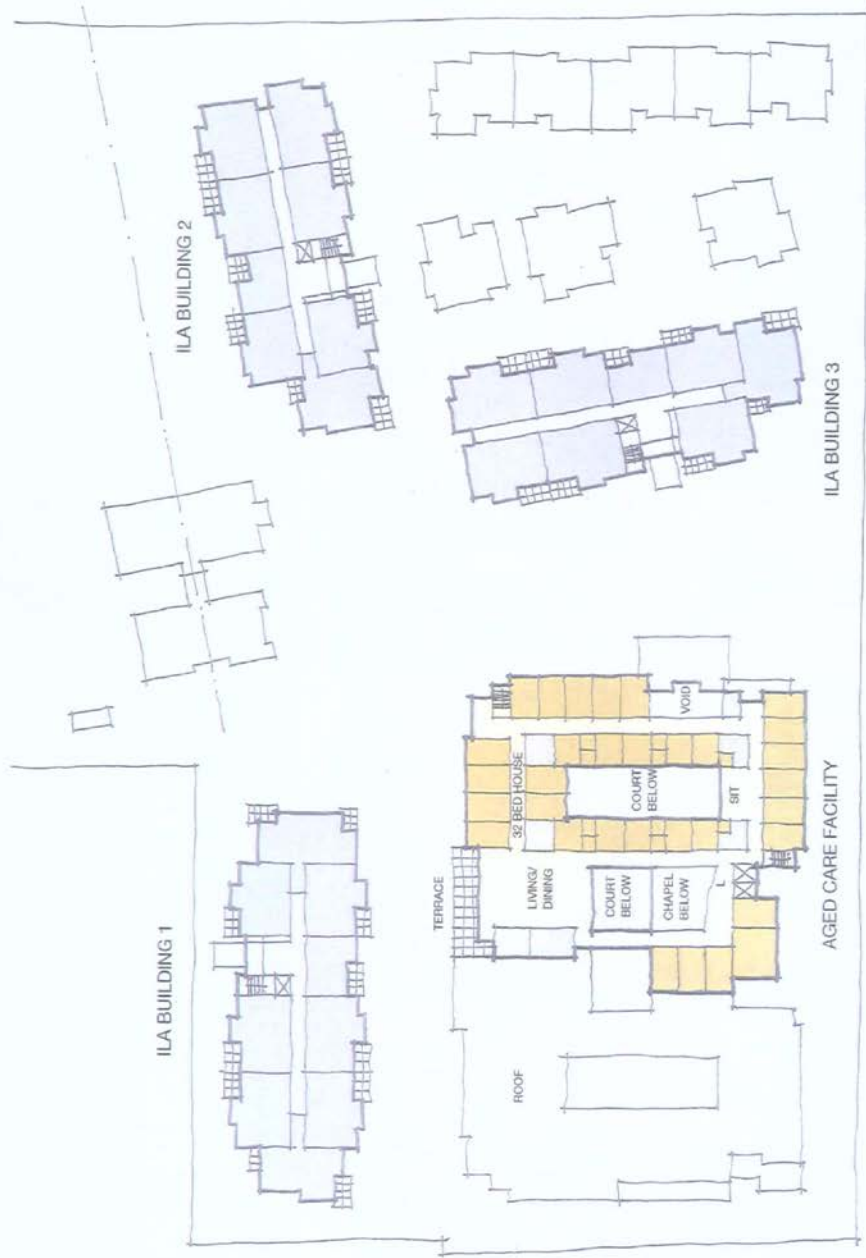 ILA BUILDING 1
ILA BUILDING 2
TERRACE
ROOF
LIVING/
DINING
32 BED HOUSE
COURT
BELOW
CHAPEL
BELOW
COURT
BELOW
VOID
L
SIT
AGED CARE FACILITY
ILA BUILDING 3